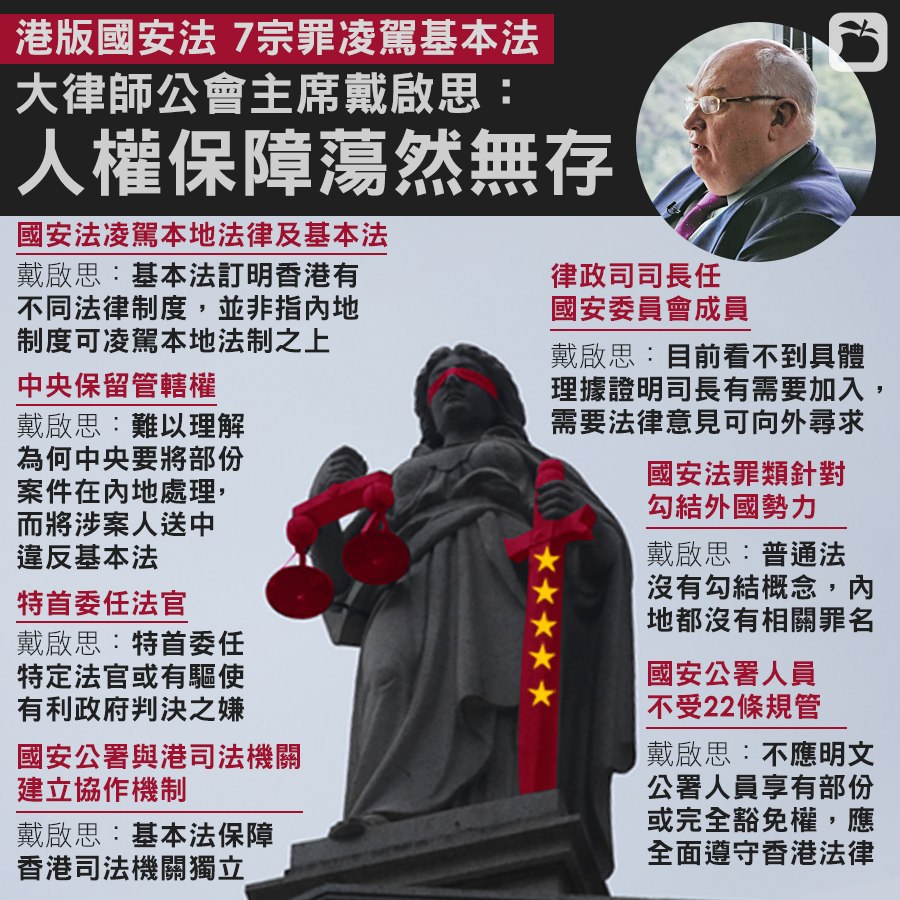 港版國安法 7宗罪凌駕基本法
大律師公會主席戴啟思：
人權保障蕩然無存
國安法凌駕本地法律及基本法
戴啟思：基本法訂明香港有
不同法律制度，並非指內地
制度可凌駕本地法制之上
中央保留管轄權
戴啟思：難以理解
為何中央要將部份
案件在內地處理，
而將涉案人送中
違反基本法
特首委任法官
戴啟思：特首委任
特定法官或有驅使
有利政府判決之嫌
國安公署與港司法機關
建立協作機制
戴啟思：基本法保障
香港司法機關獨立
律政司司長任
國安委員會成員
戴啟思：目前看不到具體
理據證明司長有需要加入，
需要法律意見可向外尋求
國安法罪類針對
勾結外國勢力
戴啟思：普通法
沒有勾結概念，內
地都沒有相關罪名
國安公署人員
不受22條規管
戴啟思：不應明文
公署人員享有部份
或完全豁免權，應
全面遵守香港法律